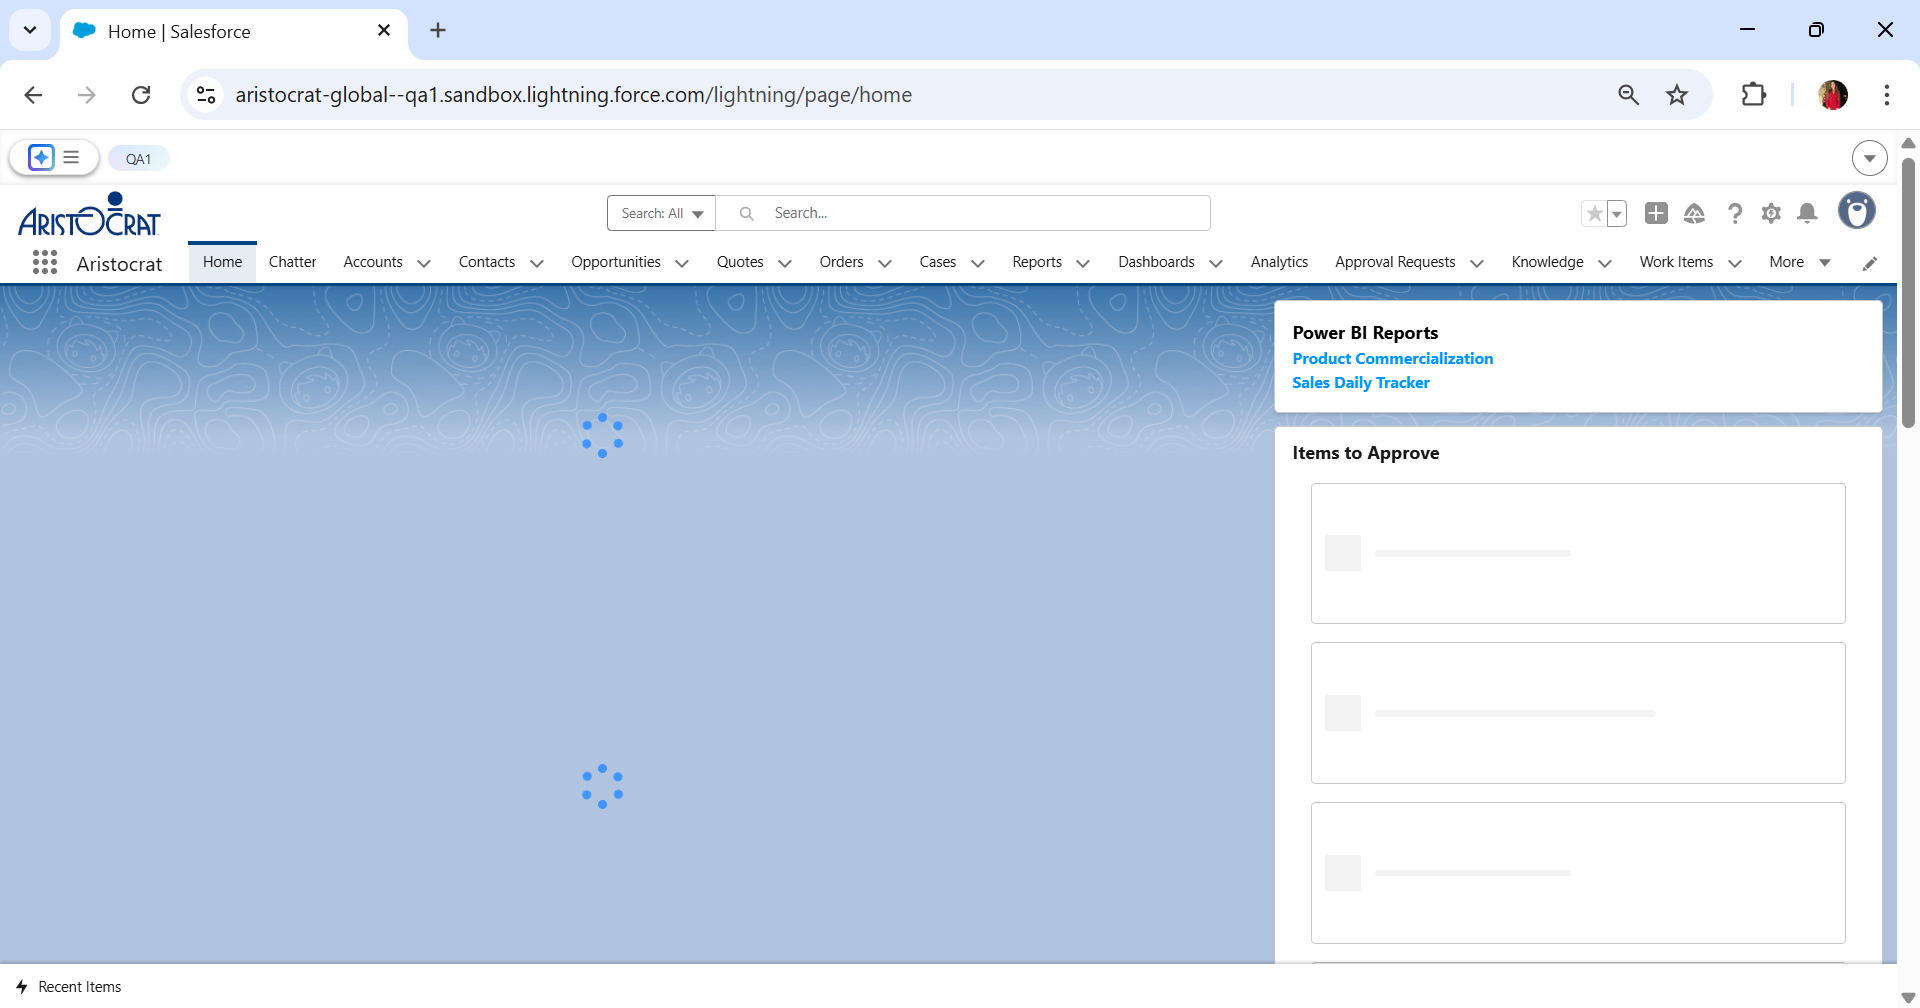 Home | Salesforce
aristocrat-global--qa1.sandbox.lightning.force.com/lightning/page/home
QA1
ARISTOCRAT
Search: All
Search...
Aristocrat
Home
Chatter
Accounts
Contacts
Opportunities
Quotes
Orders
Cases
Reports
Dashboards
Analytics
Approval Requests
Knowledge
Work Items
More
Power BI Reports
Product Commercialization
Sales Daily Tracker
Items to Approve
Recent Items